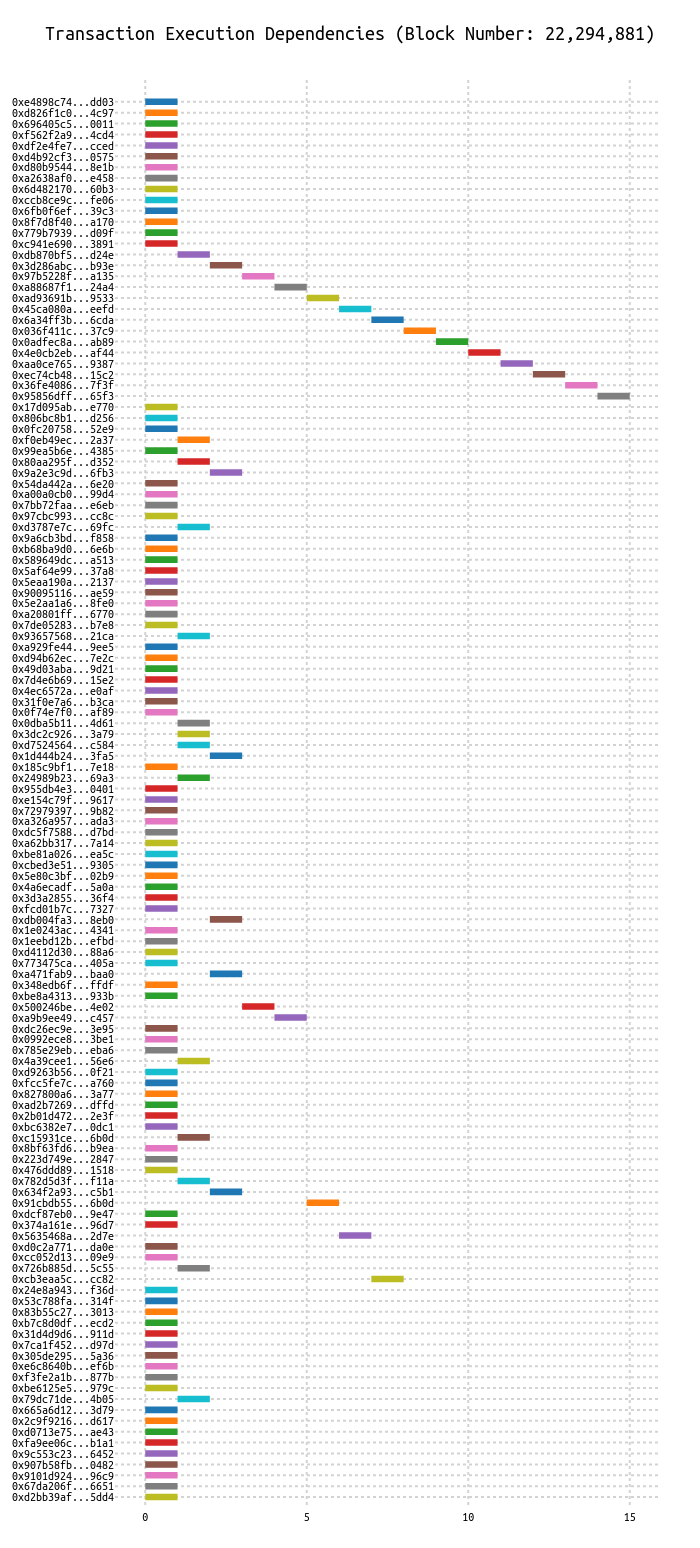 Transaction Execution Dependencies (Block Number: 22,294,881)
0xe4898c74...dd03
0xd826f1c0...4c97
0x696405c5...0011
0xf562f2a9...4cd4
0xdf2e4fe7...cced
0xd4b92cf3...0575
0xd80b9544...8e1b
0xa2638af0...e458
0x6d482170...60b3
0xccb8ce9c...fe06
0x6fb0f6ef...39c3
0x8f7d8f40...a170
0x779b7939...d09f
0xc941e690...3891
0xdb870bf5...d24e
0x3d286abc...b93e
0x97b5228f...a135
0xa88687f1...24a4
0xad93691b...9533
0x45ca080a...eefd
0x6a34ff3b...6cda
0x036f411c...37c9
0x0adfec8a...ab89
0x4e0cb2eb...af44
0xaa0ce765...9387
0xec74cb48...15c2
0x36fe4086...7f3f
0x95856dff...65f3
0x17d095ab...e770
0x806bc8b1...d256
0x0fc20758...52e9
0xf0eb49ec...2a37
0x99ea5b6e...4385
0x80aa295f...d352
0x9a2e3c9d...6fb3
0x54da442a...6e20
0xa00a0cb0...99d4
0x7bb72faa...e6eb
0x97cbc993...cc8c
0xd3787e7c...69fc
0x9a6cb3bd...f858
0xb68ba9d0...6e6b
0x589649dc...a513
0x5af64e99...37a8
0x5eaa190a...2137
0x90095116...ae59
0x5e2aa1a6...8fe0
0xa20801ff...6770
0x7de05283...b7e8
0x93657568...21ca
0xa929fe44...9ee5
0xd94b62ec...7e2c
0x49d03aba...9d21
0x7d4e6b69...15e2
0x4ec6572a...e0af
0x31f0e7a6...b3ca
0x0f74e7f0...af89
0x0dba5b11...4d61
0x3dc2c926...3a79
0xd7524564...c584
0x1d444b24...3fa5
0x185c9bf1...7e18
0x24989b23...69a3
0x955db4e3...0401
0xe154c79f...9617
0x72979397...9b82
0xa326a957...ada3
0xdc5f7588...d7bd
0xa62bb317...7a14
0xbe81a026...ea5c
0xcbed3e51...9305
0x5e80c3bf...02b9
0x4a6ecadf...5a0a
0x3d3a2855...36f4
0xfcd01b7c...7327
0xdb004fa3...8eb0
0x1e0243ac...4341
0x1eebd12b...efbd
0xd4112d30...88a6
0x773475ca...405a
0xa471fab9...baa0
0x348edb6f...ffdf
0xbe8a4313...933b
0x500246be...4e02
0xa9b9ee49...c457
0xdc26ec9e...3e95
0x0992ece8...3be1
0x785e29eb...eba6
0x4a39cee1...56e6
0xd9263b56...0f21
0xfcc5fe7c...a760
0x827800a6...3a77
0xad2b7269...dffd
0x2b01d472...2e3f
0xbc6382e7...0dc1
0xc15931ce...6b0d
0x8bf63fd6...b9ea
0x223d749e...2847
0x476ddd89...1518
0x782d5d3f...f11a
0x634f2a93...c5b1
0x91cbdb55...6b0d
0xdcf87eb0...9e47
0x374a161e...96d7
0x5635468a...2d7e
0xd0c2a771...da0e
0xcc052d13...09e9
0x726b885d...5c55
0xcb3eaa5c...cc82
0x24e8a943...f36d
0x53c788fa...314f
0x83b55c27...3013
0xb7c8d0df...ecd2
0x31d4d9d6...911d
0x7ca1f452...d97d
0x305de295...5a36
0xe6c8640b...ef6b
0xf3fe2a1b...877b
0xbe6125e5...979c
0x79dc71de...4b05
0x665a6d12...3d79
0x2c9f9216...d617
0xd0713e75...ae43
0xfa9ee06c...b1a1
0x9c553c23...6452
0x907b58fb...0482
0x9101d924...96c9
0x67da206f...6651
0xd2bb39af...5dd4
0 5 10 15